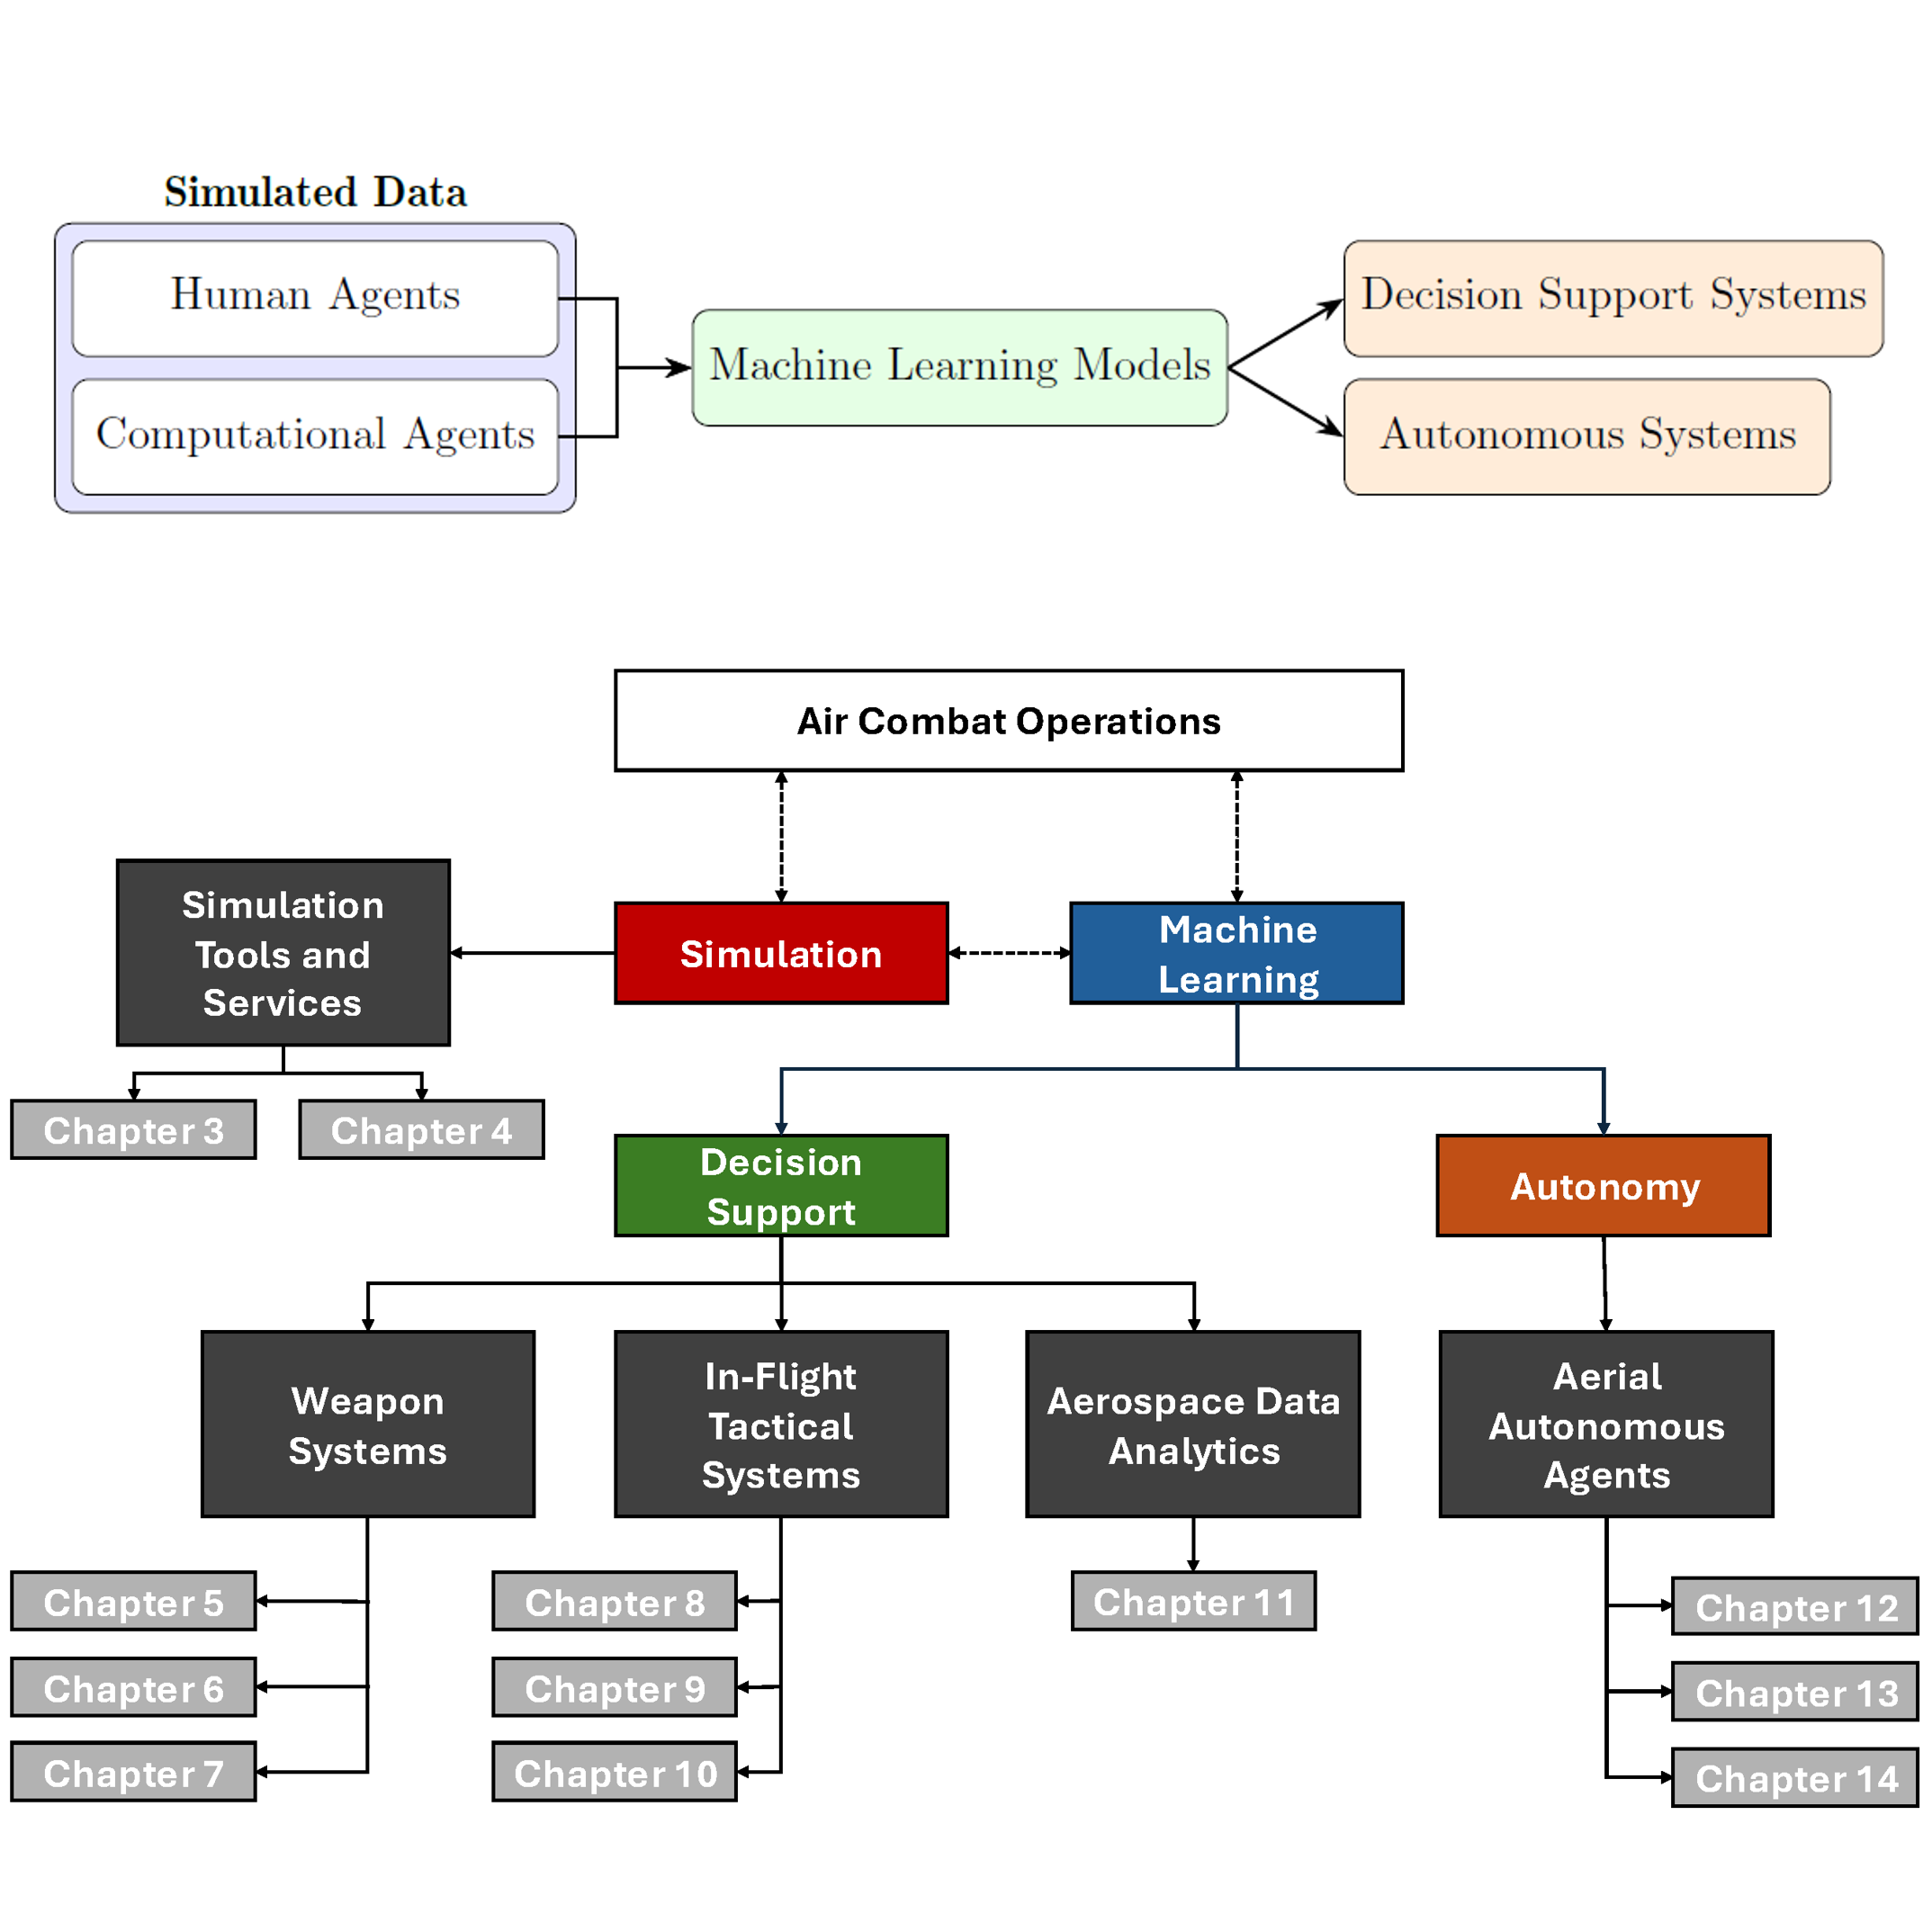 Simulated Data
Human Agents
Computational Agents
Machine Learning Models
Decision Support Systems
Autonomous Systems
Air Combat Operations
Simulation
Tools and
Services
Simulation
Machine
Learning
Chapter 3
Chapter 4
Decision
Support
Autonomy
Weapon
Systems
In-Flight
Tactical
Systems
Aerospace Data
Analytics
Aerial
Autonomous
Agents
Chapter 5
Chapter 6
Chapter 7
Chapter 8
Chapter 9
Chapter 10
Chapter 11
Chapter 12
Chapter 13
Chapter 14